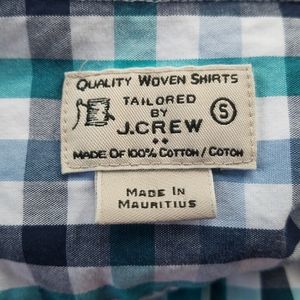 QUALITY WOVEN SHIRTS
TAILORED
BY
S
J.CREW
MADE OF 100% COTTON / COTON
MADE IN
MAURITIUS